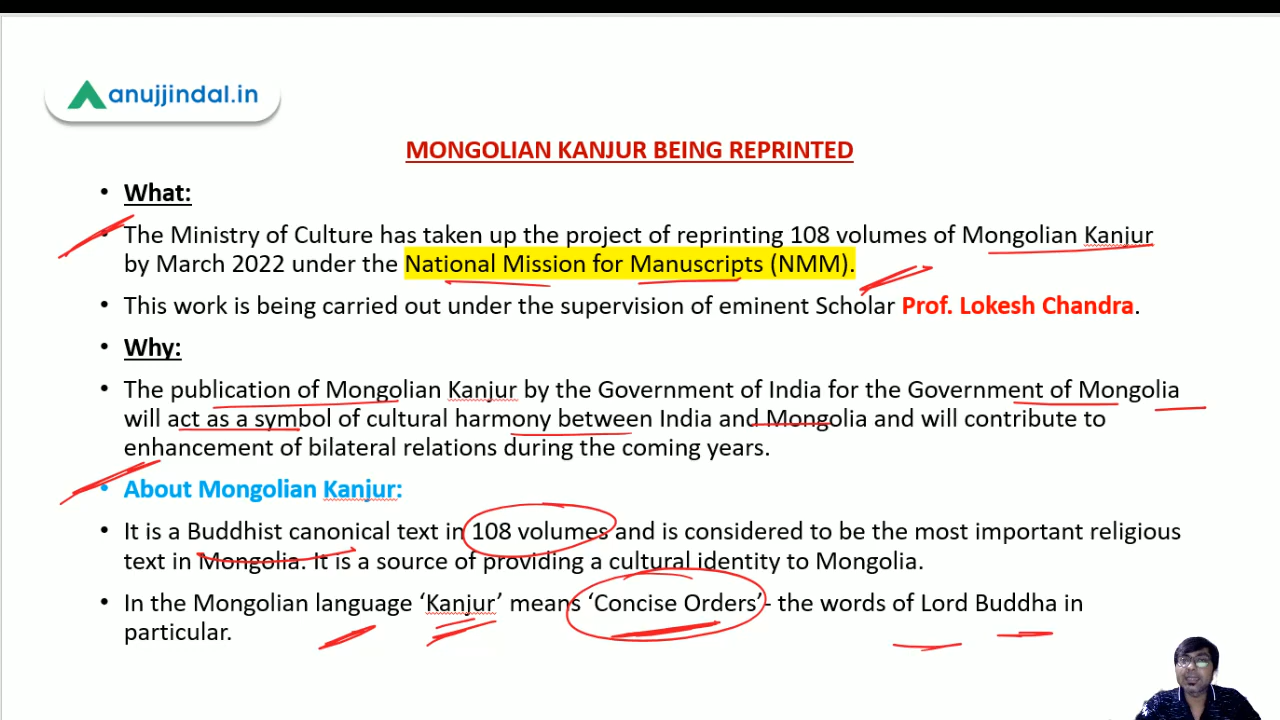 anujjindal.in
MONGOLIAN KANJUR BEING REPRINTED
• What:
• The Ministry of Culture has taken up the project of reprinting 108 volumes of Mongolian Kanjur
by March 2022 under the National Mission for Manuscripts (NMM).
• This work is being carried out under the supervision of eminent Scholar Prof. Lokesh Chandra.
• Why:
• The publication of Mongolian Kanjur by the Government of India for the Government of Mongolia
will act as a symbol of cultural harmony between India and Mongolia and will contribute to
enhancement of bilateral relations during the coming years.
• About Mongolian Kanjur:
• It is a Buddhist canonical text in 108 volumes and is considered to be the most important religious
text in Mongolia. It is a source of providing a cultural identity to Mongolia.
• In the Mongolian language ‘Kanjur’ means ‘Concise Orders’- the words of Lord Buddha in
particular.